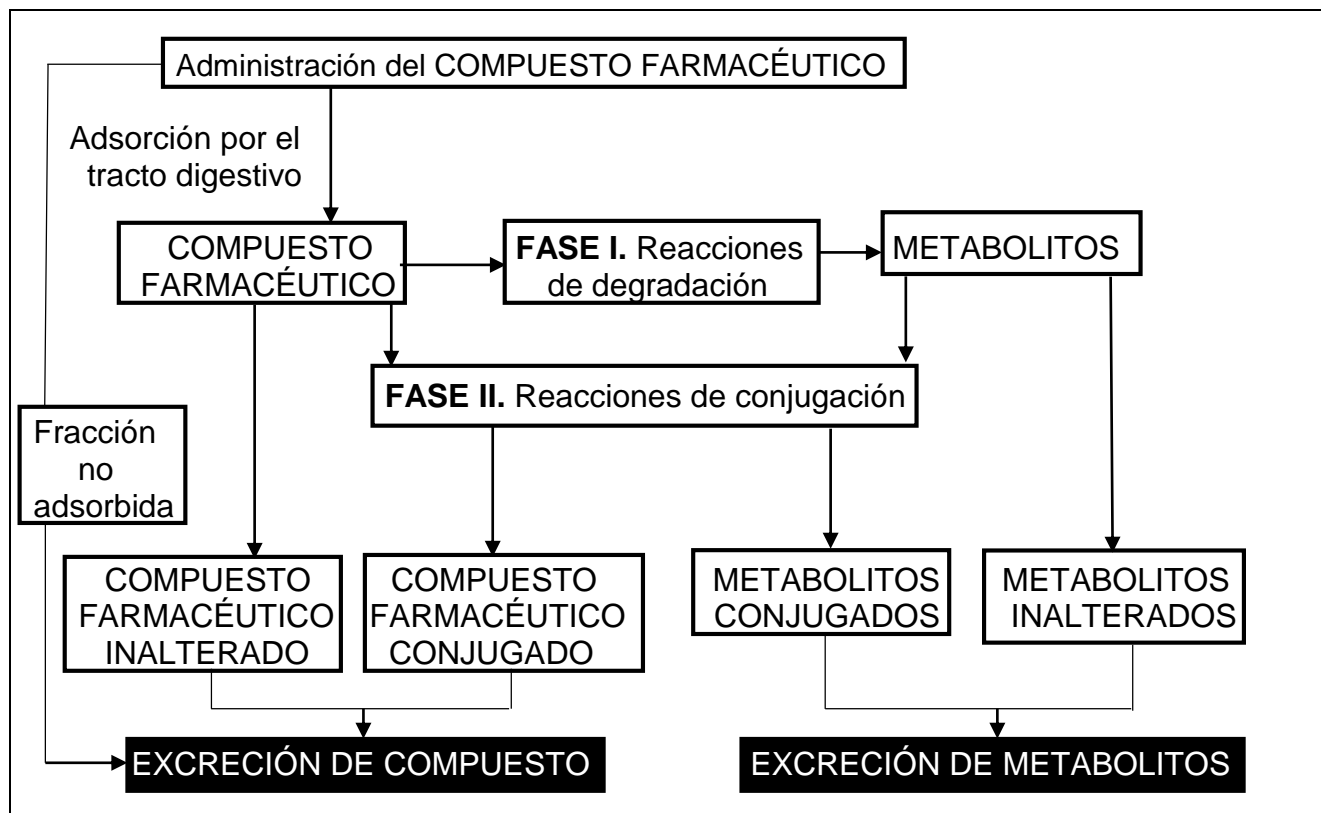 Administración del COMPUESTO FARMACÉUTICO
Adsorción por el
tracto digestivo
COMPUESTO
FARMACÉUTICO
FASE I. Reacciones
de degradación
METABOLITOS
FASE II. Reacciones de conjugación
Fracción
no
adsorbida
COMPUESTO
FARMACÉUTICO
INALTERADO
COMPUESTO
FARMACÉUTICO
CONJUGADO
METABOLITOS
CONJUGADOS
METABOLITOS
INALTERADOS
EXCRECIÓN DE COMPUESTO
EXCRECIÓN DE METABOLITOS